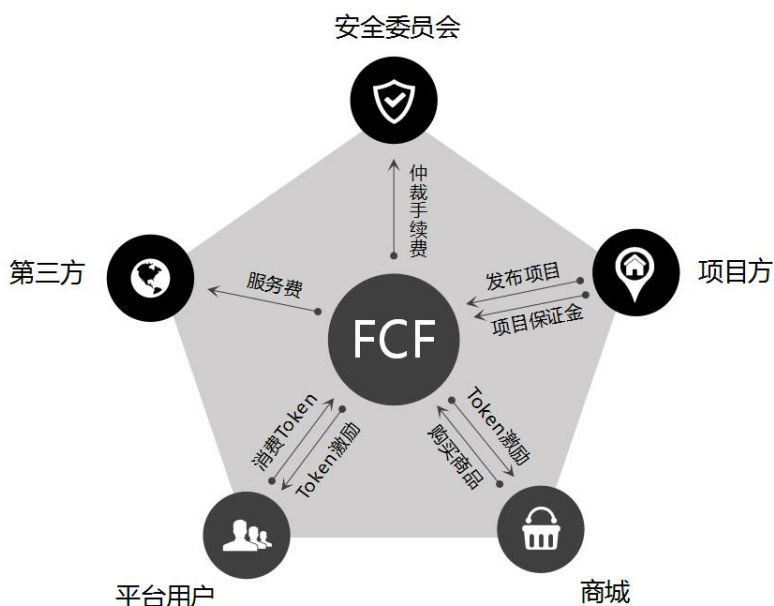 安全委员会
仲裁手续费
第三方
服务费
发布项目
项目保证金
项目方
FCF
消费Token
Token激励
Token激励
购买商品
平台用户
商城